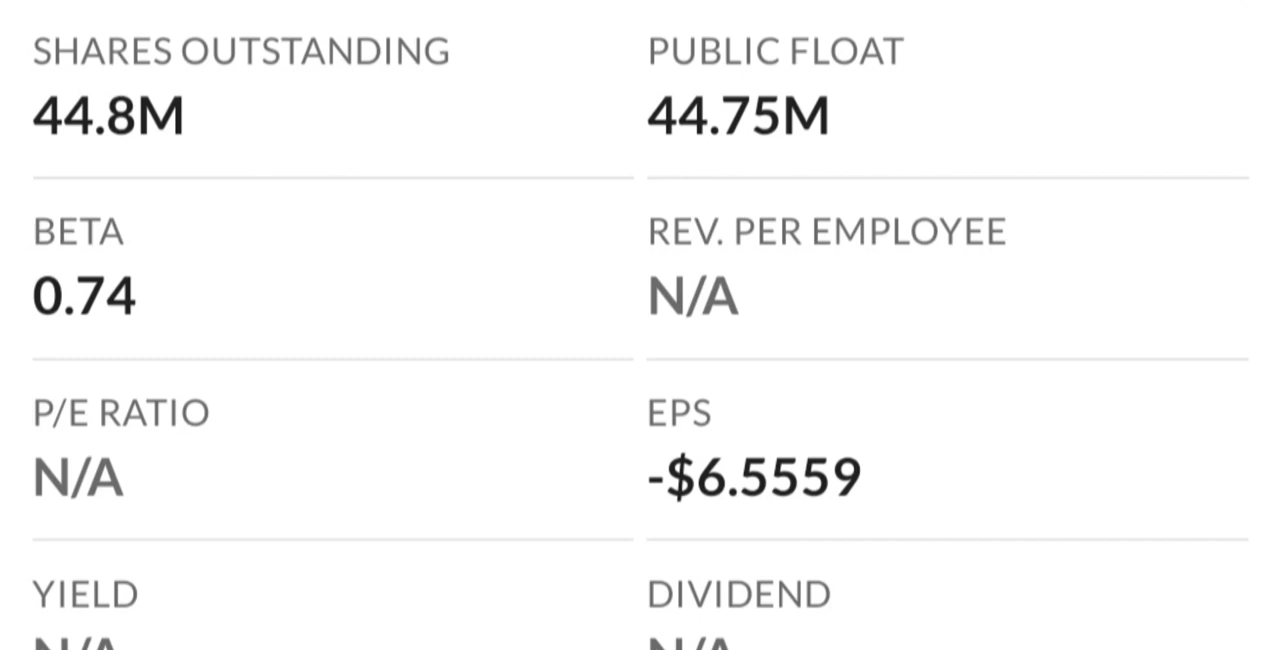 SHARES OUTSTANDING
44.8M
PUBLIC FLOAT
44.75M
BETA
0.74
REV. PER EMPLOYEE
N/A
P/E RATIO
N/A
EPS
-$6.5559
YIELD
N/A
DIVIDEND
N/A